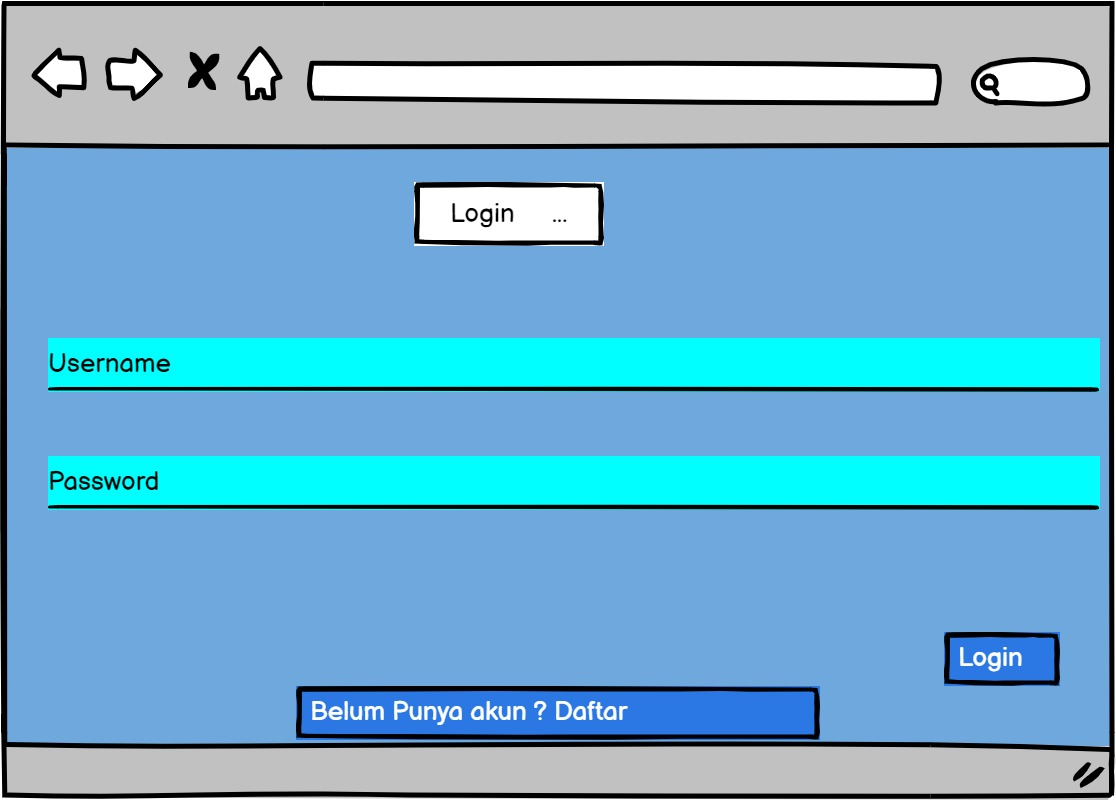 Login ...
Username
Password
Login
Belum Punya akun ? Daftar